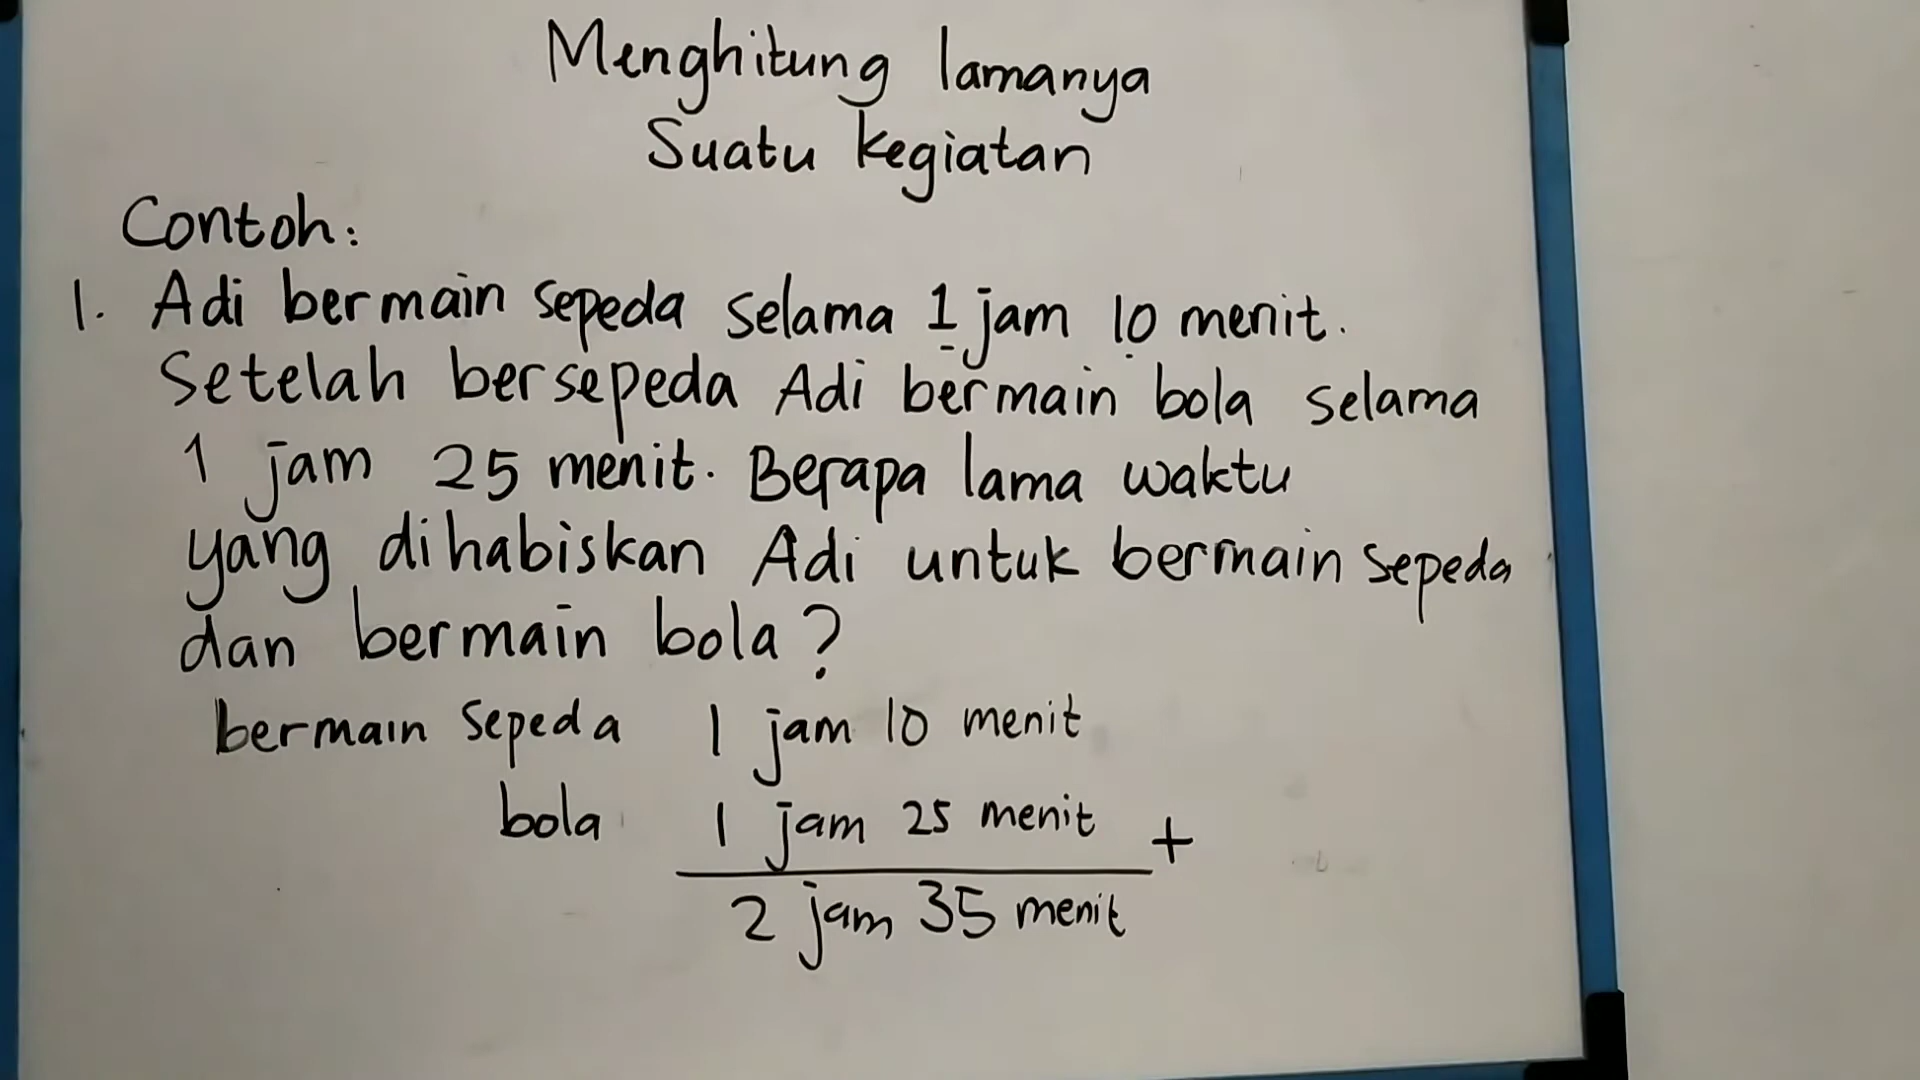 Menghitung lamanya
Suatu kegiatan
Contoh:
1. Adi bermain sepeda selama 1 jam 10 menit.
Setelah bersepeda Adi bermain bola selama
1 jam 25 menit. Berapa lama waktu
yang dihabiskan Adi untuk bermain sepeda
dan bermain bola?
bermain sepeda 1 jam 10 menit
bola 1 jam 25 menit +
2 jam 35 menit